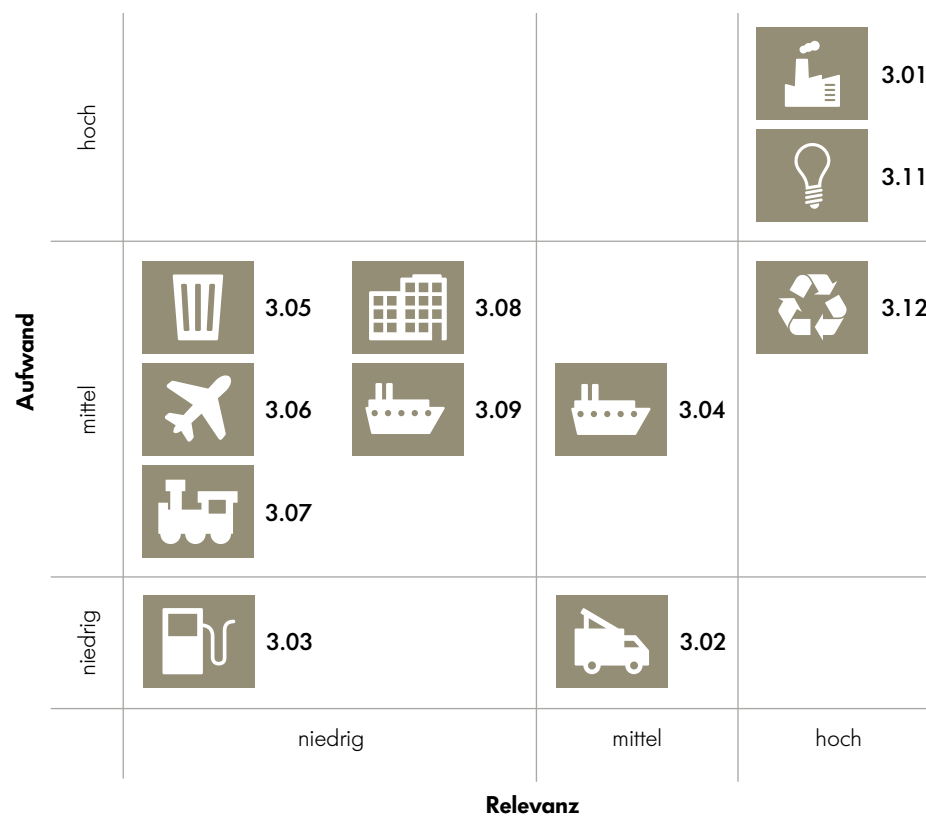 3.01
hoch
3.11
3.05
3.08
3.12
Aufwand
mittel
3.06
3.09
3.04
3.07
niedrig
3.03
3.02
niedrig
mittel
hoch
Relevanz